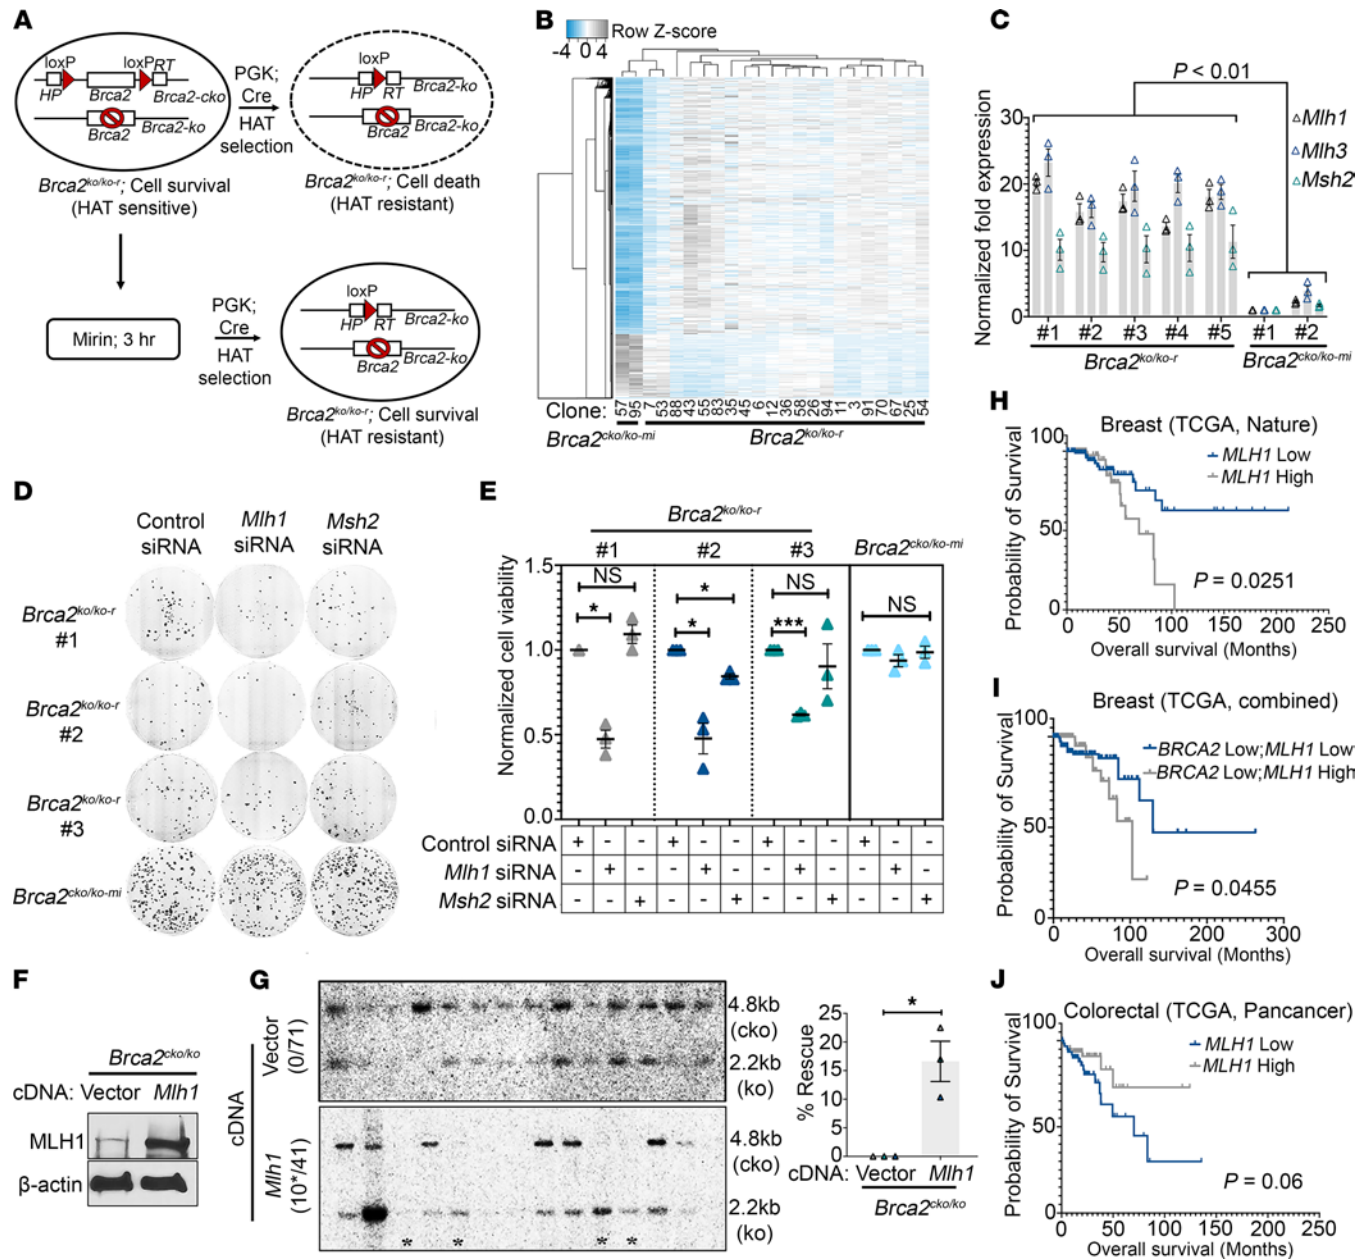 A
loxP
loxP RT
HP
Brca2
Brca2-cko
Brca2
Brca2-ko
Brca2ko/ko-r; Cell survival
(HAT sensitive)
PGK;
Cre
HAT
selection
loxP
HP RT Brca2-ko
Brca2 Brca2-ko
Brca2ko/ko-r; Cell death
(HAT resistant)
Mirin; 3 hr
PGK;
Cre
HAT
selection
loxP
HP RT Brca2-ko
Brca2 Brca2-ko
Brca2ko/ko-r; Cell survival
(HAT resistant)
B
Row Z-score
-4 0 4
Clone: 57 95 7 53 88 43 55 83 35 45 6 12 36 58 26 94 11 3 91 70 67 25 54
Brca2cko/ko-mi Brca2ko/ko-r
C
P < 0.01
Normalized fold expression
30
20
10
0
Mlh1
Mlh3
Msh2
#1 #2 #3 #4 #5 #1 #2
Brca2ko/ko-r Brca2cko/ko-mi
D
Control siRNA
Mlh1 siRNA
Msh2 siRNA
Brca2ko/ko-r #1
Brca2ko/ko-r #2
Brca2ko/ko-r #3
Brca2cko/ko-mi
E
Brca2ko/ko-r
#1 #2 #3 Brca2cko/ko-mi
Normalized cell viability
1.5
1.0
0.5
0.0
NS
*
*
*
NS
***
NS
Control siRNA + - - + - - + - - + - -
Mlh1 siRNA - + - - + - - + - - + -
Msh2 siRNA - - + - - + - - + - - +
F
Brca2cko/ko
cDNA: Vector Mlh1
MLH1
β-actin
G
cDNA
Vector
(0/71)
4.8kb
(cko)
2.2kb
(ko)
Mlh1
(10*/41)
4.8kb
(cko)
2.2kb
(ko)
* * * *
% Rescue
25
20
15
10
5
0
*
cDNA: Vector Mlh1
Brca2cko/ko
H
Breast (TCGA, Nature)
Probability of Survival
100
50
0
MLH1 Low
MLH1 High
P = 0.0251
0 50 100 150 200 250
Overall survival (Months)
I
Breast (TCGA, combined)
Probability of Survival
100
50
0
BRCA2 Low;MLH1 Low
BRCA2 Low;MLH1 High
P = 0.0455
0 100 200 300
Overall survival (Months)
J
Colorectal (TCGA, Pancancer)
Probability of Survival
100
50
0
MLH1 Low
MLH1 High
P = 0.06
0 50 100 150 200
Overall survival (Months)